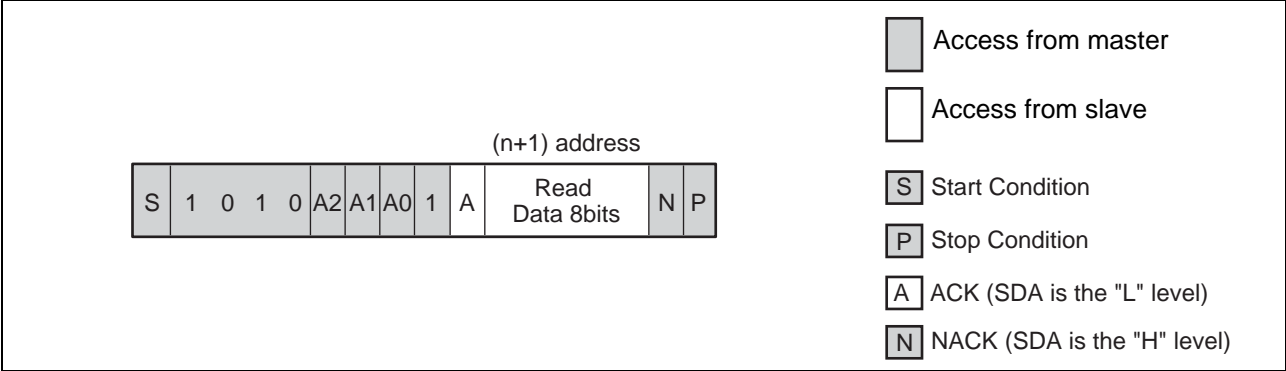 (n+1) address
S 1 0 1 0 A2 A1 A0 1 A Read Data 8bits N P
Access from master
Access from slave
S Start Condition
P Stop Condition
A ACK (SDA is the "L" level)
N NACK (SDA is the "H" level)